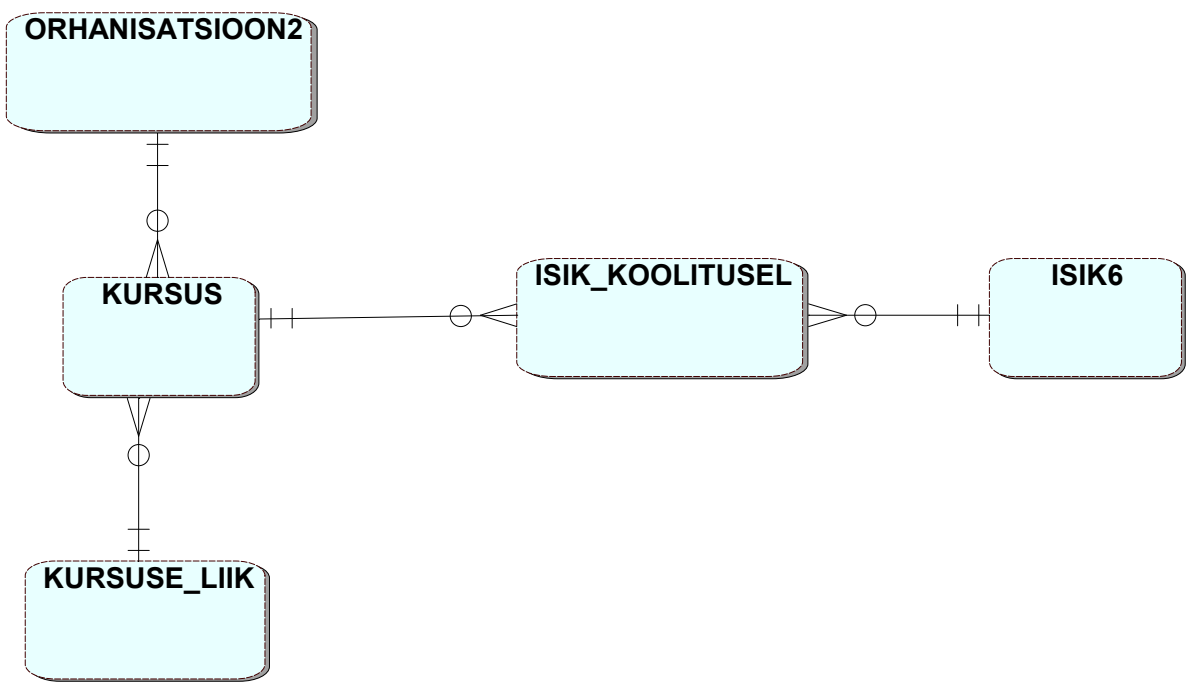 ORHANISATSIOON2
KURSUS
ISIK_KOOLITUSEL
ISIK6
KURSUSE_LIIK